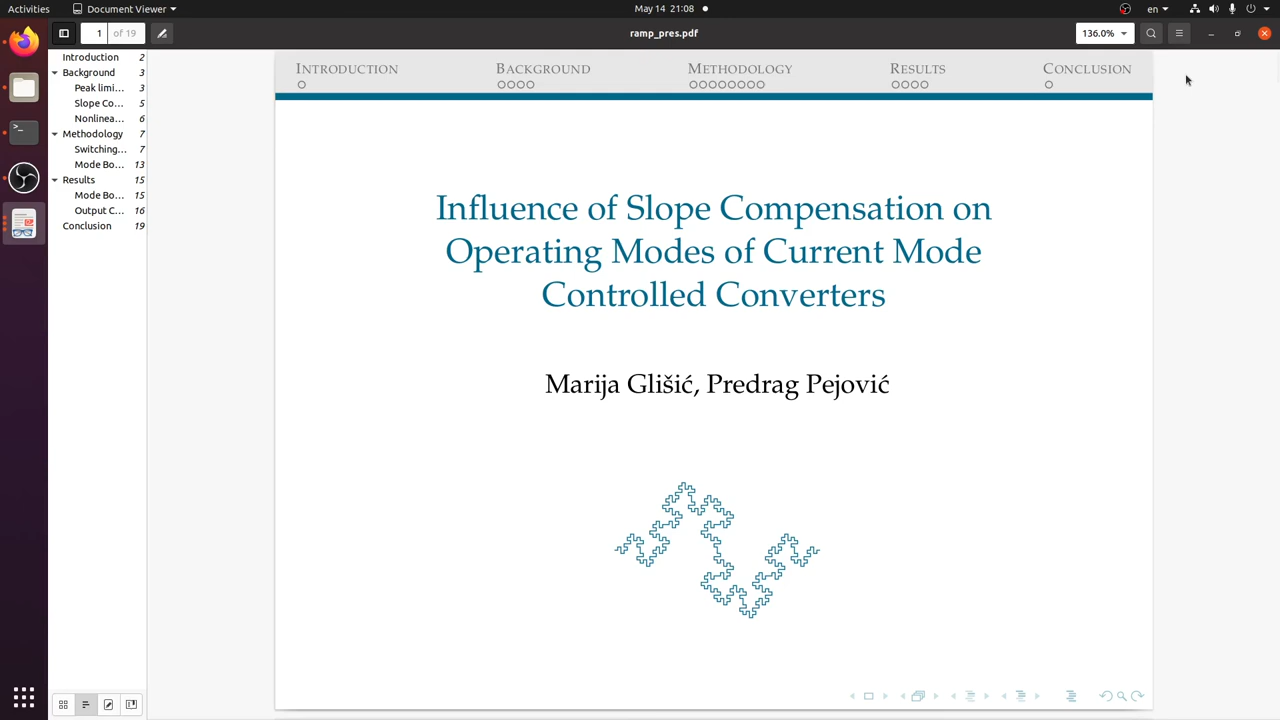 Activities
Document Viewer
May 14 21:08
en
1
of 19
ramp_pres.pdf
136.0%
Introduction 2
Background 3
Peak limi... 3
Slope Co... 5
Nonlinea... 6
Methodology 7
Switching... 7
Mode Bo... 13
Results 15
Mode Bo... 15
Output C... 16
Conclusion 19
INTRODUCTION
BACKGROUND
METHODOLOGY
RESULTS
CONCLUSION
Influence of Slope Compensation on
Operating Modes of Current Mode
Controlled Converters
Marija Glišić, Predrag Pejović